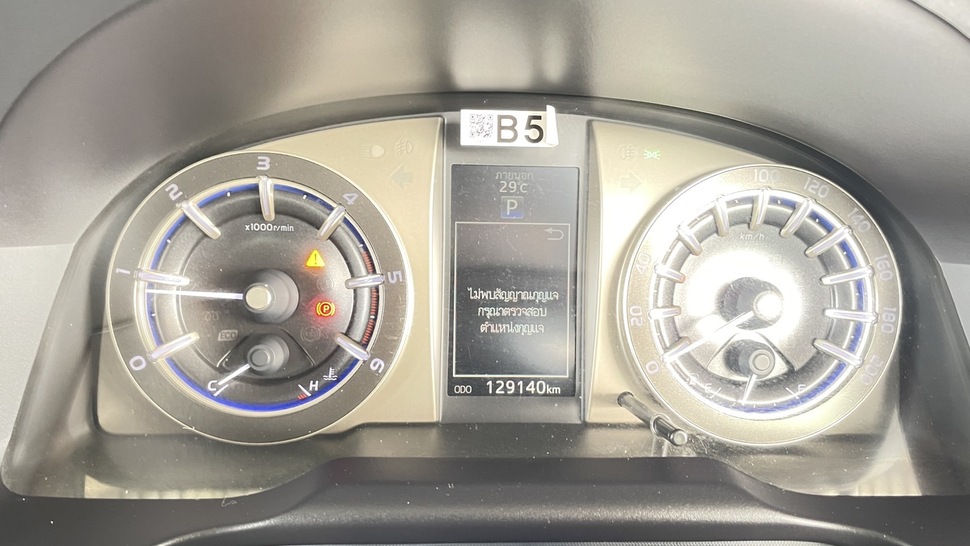 B5
ภายนอก
29°C
P
ไม่พบสัญญาณกุญแจ
กรุณาตรวจสอบ
ตำแหน่งกุญแจ
ODO 129140 km
x1000r/min
0 1 2 3 4 5 6
ECO
P
C H
km/h
0 20 40 100 120 140 160 180 200
E F